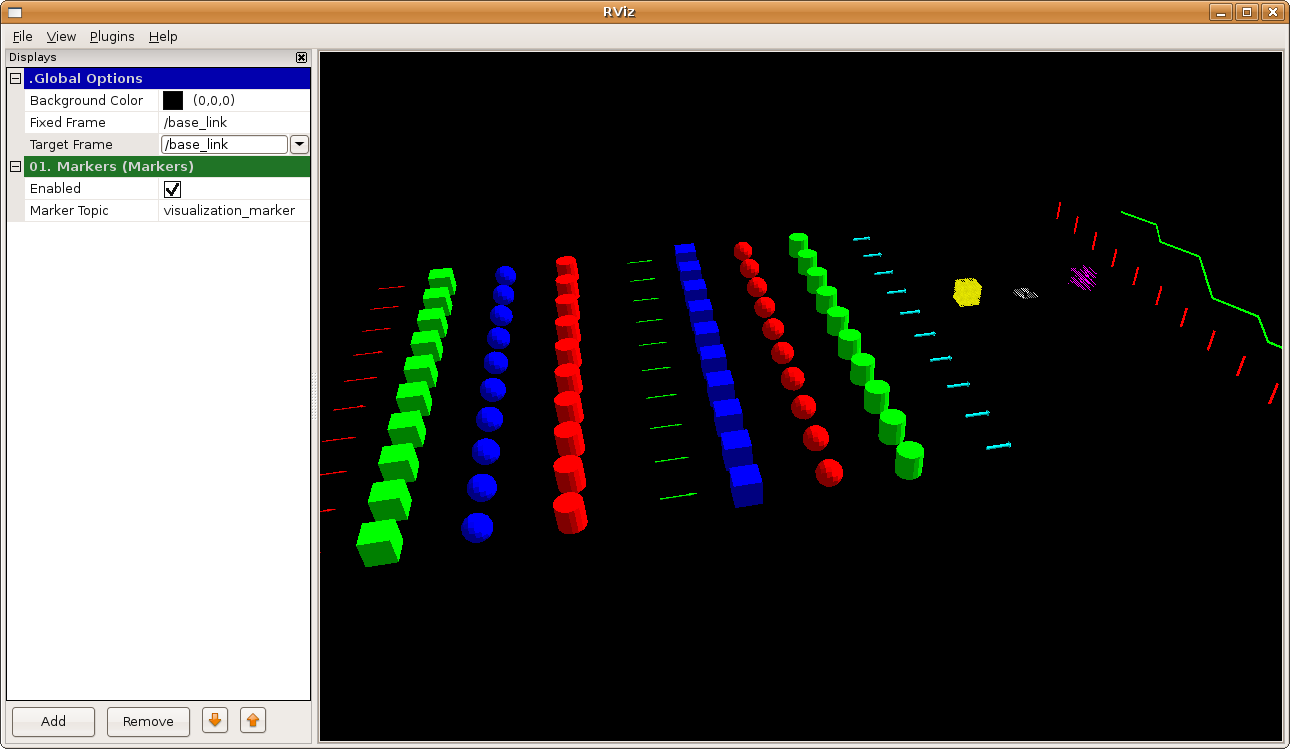 RViz
File View Plugins Help
Displays
.Global Options
Background Color (0,0,0)
Fixed Frame /base_link
Target Frame /base_link
01. Markers (Markers)
Enabled
Marker Topic visualization_marker
Add Remove